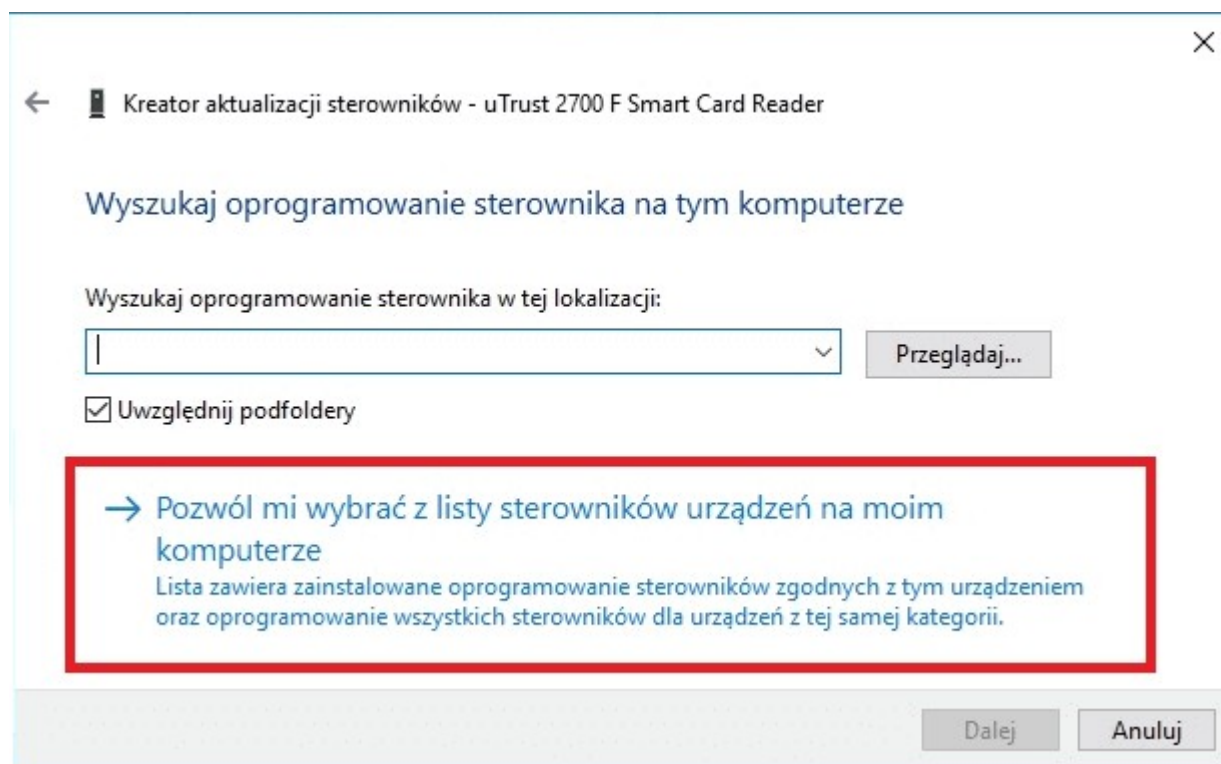 Kreator aktualizacji sterowników - uTrust 2700 F Smart Card Reader
Wyszukaj oprogramowanie sterownika na tym komputerze
Wyszukaj oprogramowanie sterownika w tej lokalizacji:
Przeglądaj...
Uwzględnij podfoldery
Pozwól mi wybrać z listy sterowników urządzeń na moim
komputerze
Lista zawiera zainstalowane oprogramowanie sterowników zgodnych z tym urządzeniem
oraz oprogramowanie wszystkich sterowników dla urządzeń z tej samej kategorii.
Dalej
Anuluj